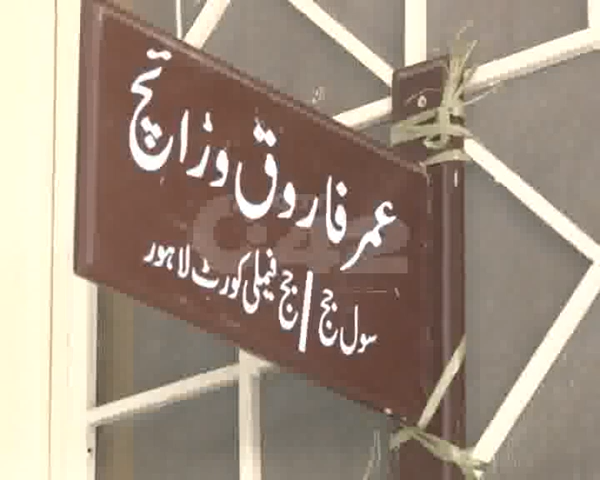 عمر فاروق وڑائچ
سول جج / جج فیملی کورٹ لاہور